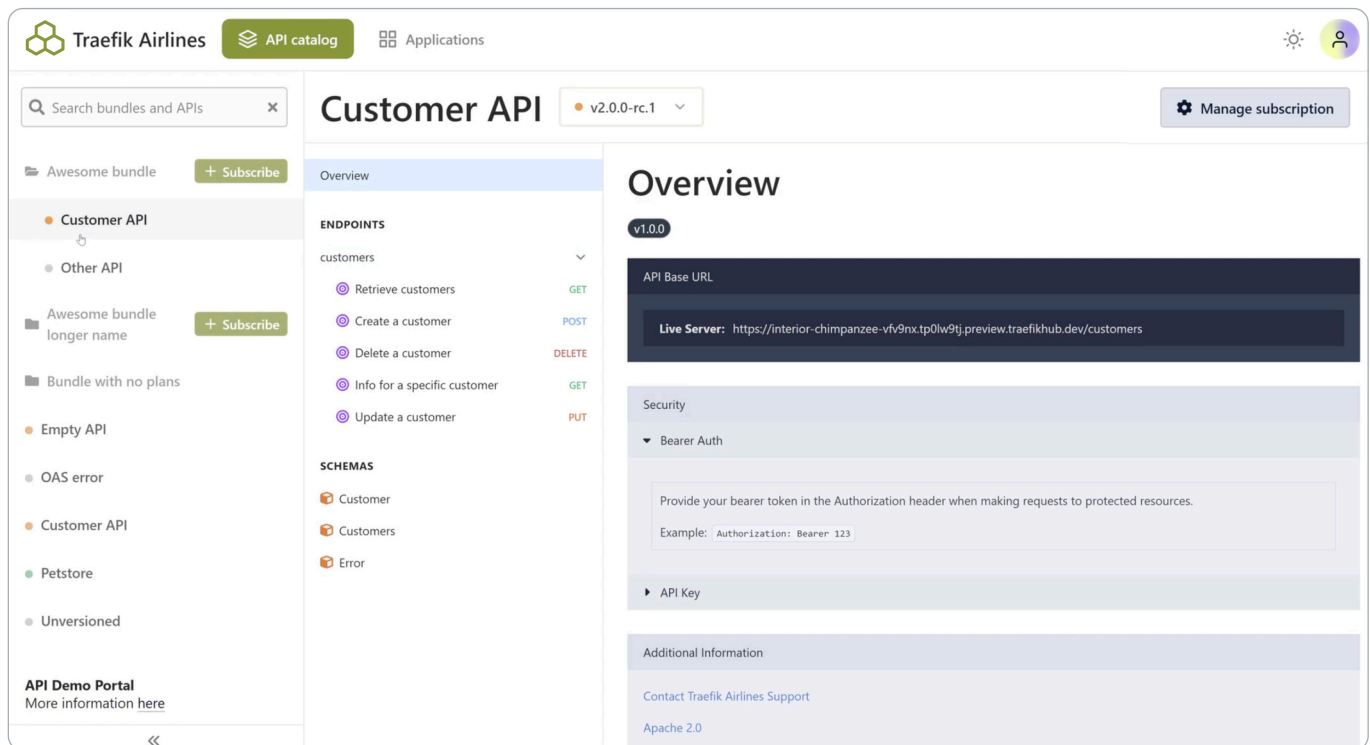 Traefik Airlines
API catalog
Applications
Search bundles and APIs
Customer API
v2.0.0-rc.1
Manage subscription
Awesome bundle
+ Subscribe
Customer API
Other API
Awesome bundle
longer name
+ Subscribe
Bundle with no plans
Empty API
OAS error
Customer API
Petstore
Unversioned
API Demo Portal
More information here
Overview
ENDPOINTS
customers
Retrieve customers GET
Create a customer POST
Delete a customer DELETE
Info for a specific customer GET
Update a customer PUT
SCHEMAS
Customer
Customers
Error
Overview
v1.0.0
API Base URL
Live Server: https://interior-chimpanzee-vfv9nx.tp0lw9tj.preview.traefikhub.dev/customers
Security
Bearer Auth
Provide your bearer token in the Authorization header when making requests to protected resources.
Example: Authorization: Bearer 123
API Key
Additional Information
Contact Traefik Airlines Support
Apache 2.0